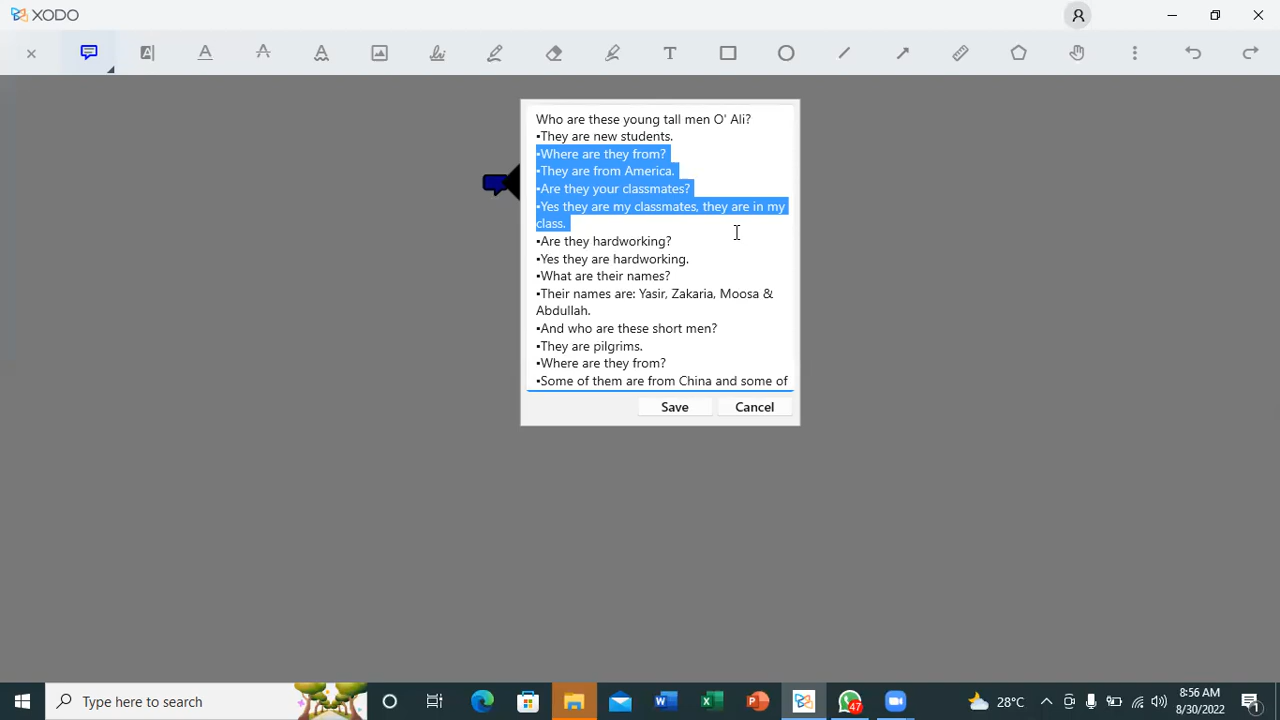 XODO
Who are these young tall men O' Ali?
▪They are new students.
▪Where are they from?
▪They are from America.
▪Are they your classmates?
▪Yes they are my classmates, they are in my
class.
▪Are they hardworking?
▪Yes they are hardworking.
▪What are their names?
▪Their names are: Yasir, Zakaria, Moosa &
Abdullah.
▪And who are these short men?
▪They are pilgrims.
▪Where are they from?
▪Some of them are from China and some of
Save Cancel
Type here to search
47
28°C
8:56 AM
8/30/2022
1